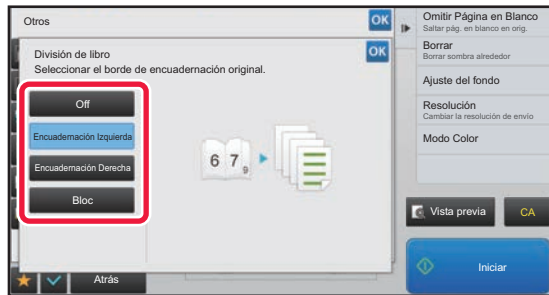 Otros
OK
División de libro
Seleccionar el borde de encuadernación original.
OK
Off
Encuadernación Izquierda
Encuadernación Derecha
Bloc
6 7 9
Atrás
Omitir Página en Blanco
Saltar pág. en blanco en orig.
Borrar
Borrar sombra alrededor
Ajuste del fondo
Resolución
Cambiar la resolución de envío
Modo Color
Vista previa
CA
Iniciar